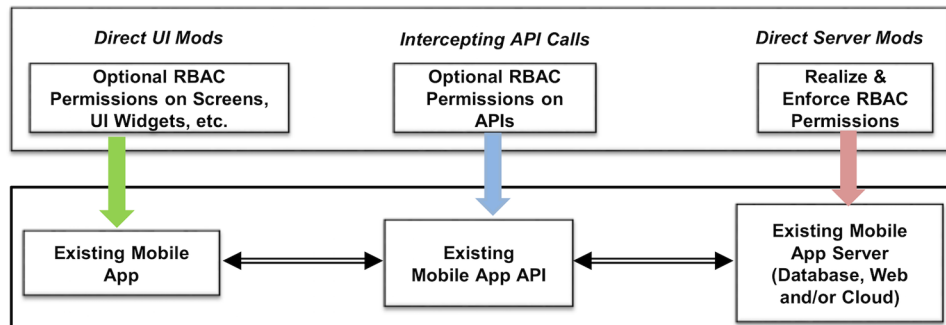 Direct UI Mods
Intercepting API Calls
Direct Server Mods
Optional RBAC
Permissions on Screens,
UI Widgets, etc.
Optional RBAC
Permissions on
APIs
Realize &
Enforce RBAC
Permissions
Existing Mobile
App
Existing
Mobile App API
Existing Mobile
App Server
(Database, Web
and/or Cloud)